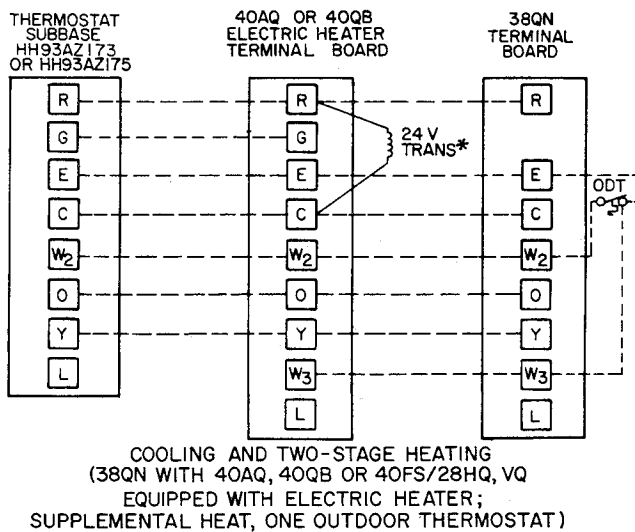 THERMOSTAT
SUBBASE
HH93AZ173
OR HH93AZ175
40AQ OR 40QB
ELECTRIC HEATER
TERMINAL BOARD
38QN
TERMINAL
BOARD
R
G
E
C
W2
O
Y
L
R
G
E
C
W2
O
Y
W3
L
24 V
TRANS*
R
E
C
W2
O
Y
W3
L
ODT
COOLING AND TWO-STAGE HEATING
(38QN WITH 40AQ, 40QB OR 40FS/28HQ, VQ
EQUIPPED WITH ELECTRIC HEATER;
SUPPLEMENTAL HEAT, ONE OUTDOOR THERMOSTAT)